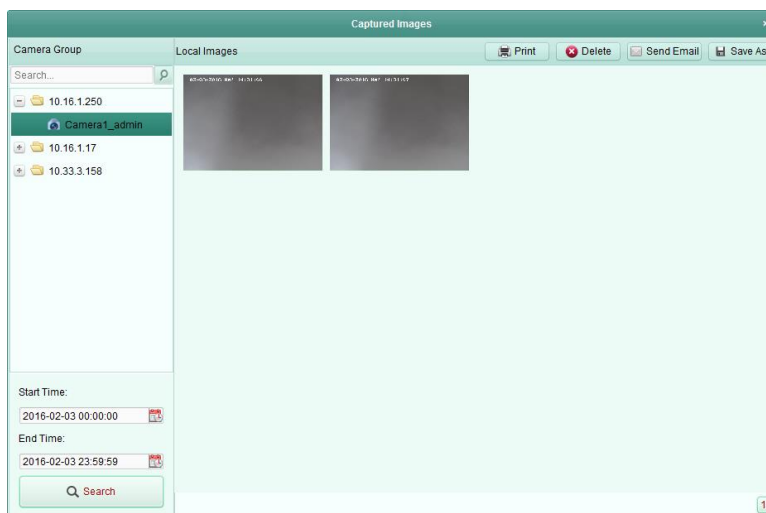 Captured Images
Camera Group
Local Images
Print
Delete
Send Email
Save As
Search...
10.16.1.250
Camera1_admin
10.16.1.17
10.33.3.158
Start Time:
2016-02-03 00:00:00
End Time:
2016-02-03 23:59:59
Search
1